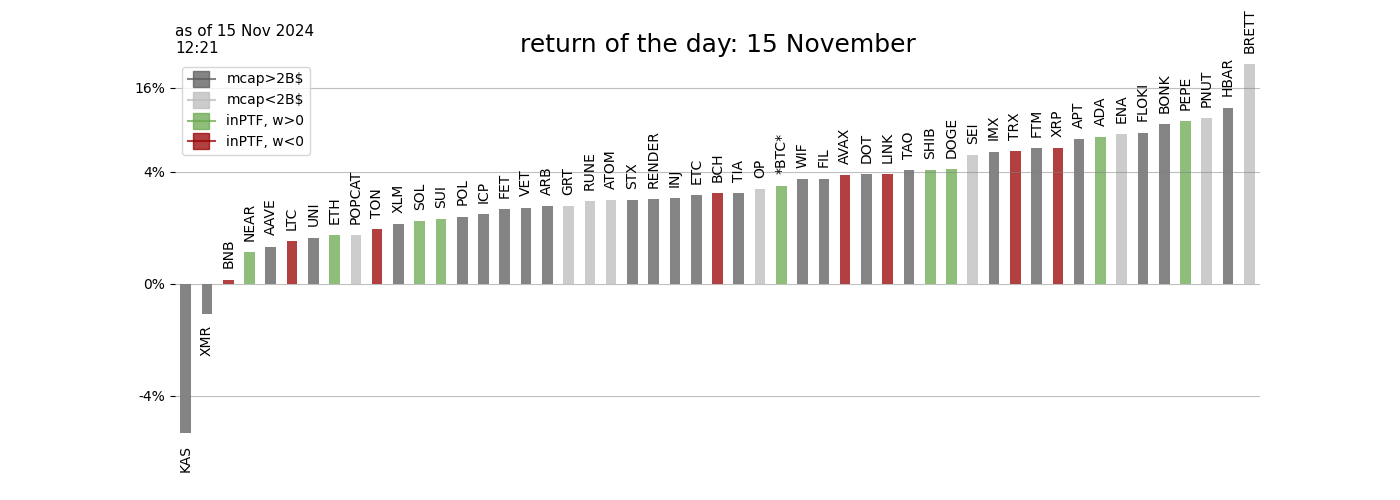 as of 15 Nov 2024
12:21
return of the day: 15 November
mcap>2B$
mcap<2B$
inPTF, w>0
inPTF, w<0
16%
4%
0%
-4%
KAS
XMR
BNB
NEAR
AAVE
LTC
UNI
ETH
POPCAT
TON
XLM
SOL
SUI
POL
ICP
FET
VET
ARB
GRT
RUNE
ATOM
STX
RENDER
INJ
ETC
BCH
TIA
OP
*BTC*
WIF
FIL
AVAX
DOT
LINK
TAO
SHIB
DOGE
SEI
IMX
TRX
FTM
XRP
APT
ADA
ENA
FLOKI
BONK
PEPE
PNUT
HBAR
BRETT